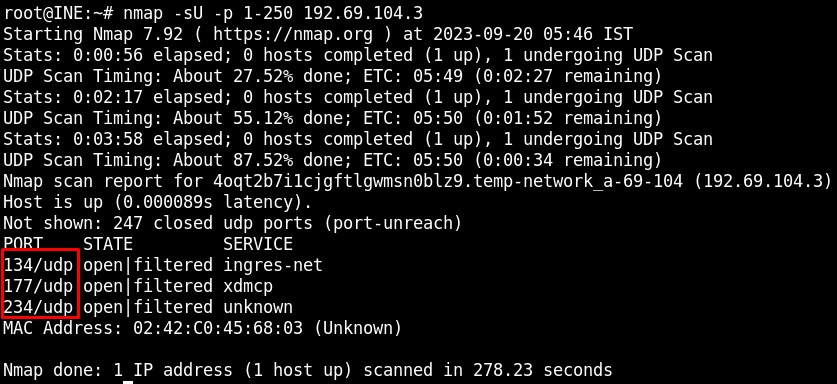 root@INE:~# nmap -sU -p 1-250 192.69.104.3
Starting Nmap 7.92 ( https://nmap.org ) at 2023-09-20 05:46 IST
Stats: 0:00:56 elapsed; 0 hosts completed (1 up), 1 undergoing UDP Scan
UDP Scan Timing: About 27.52% done; ETC: 05:49 (0:02:27 remaining)
Stats: 0:02:17 elapsed; 0 hosts completed (1 up), 1 undergoing UDP Scan
UDP Scan Timing: About 55.12% done; ETC: 05:50 (0:01:52 remaining)
Stats: 0:03:58 elapsed; 0 hosts completed (1 up), 1 undergoing UDP Scan
UDP Scan Timing: About 87.52% done; ETC: 05:50 (0:00:34 remaining)
Nmap scan report for 4oqt2b7i1cjgftlgwmsn0blz9.temp-network_a-69-104 (192.69.104.3)
Host is up (0.000089s latency).
Not shown: 247 closed udp ports (port-unreach)
PORT    STATE         SERVICE
134/udp open|filtered ingres-net
177/udp open|filtered xdmcp
234/udp open|filtered unknown
MAC Address: 02:42:C0:45:68:03 (Unknown)
Nmap done: 1 IP address (1 host up) scanned in 278.23 seconds